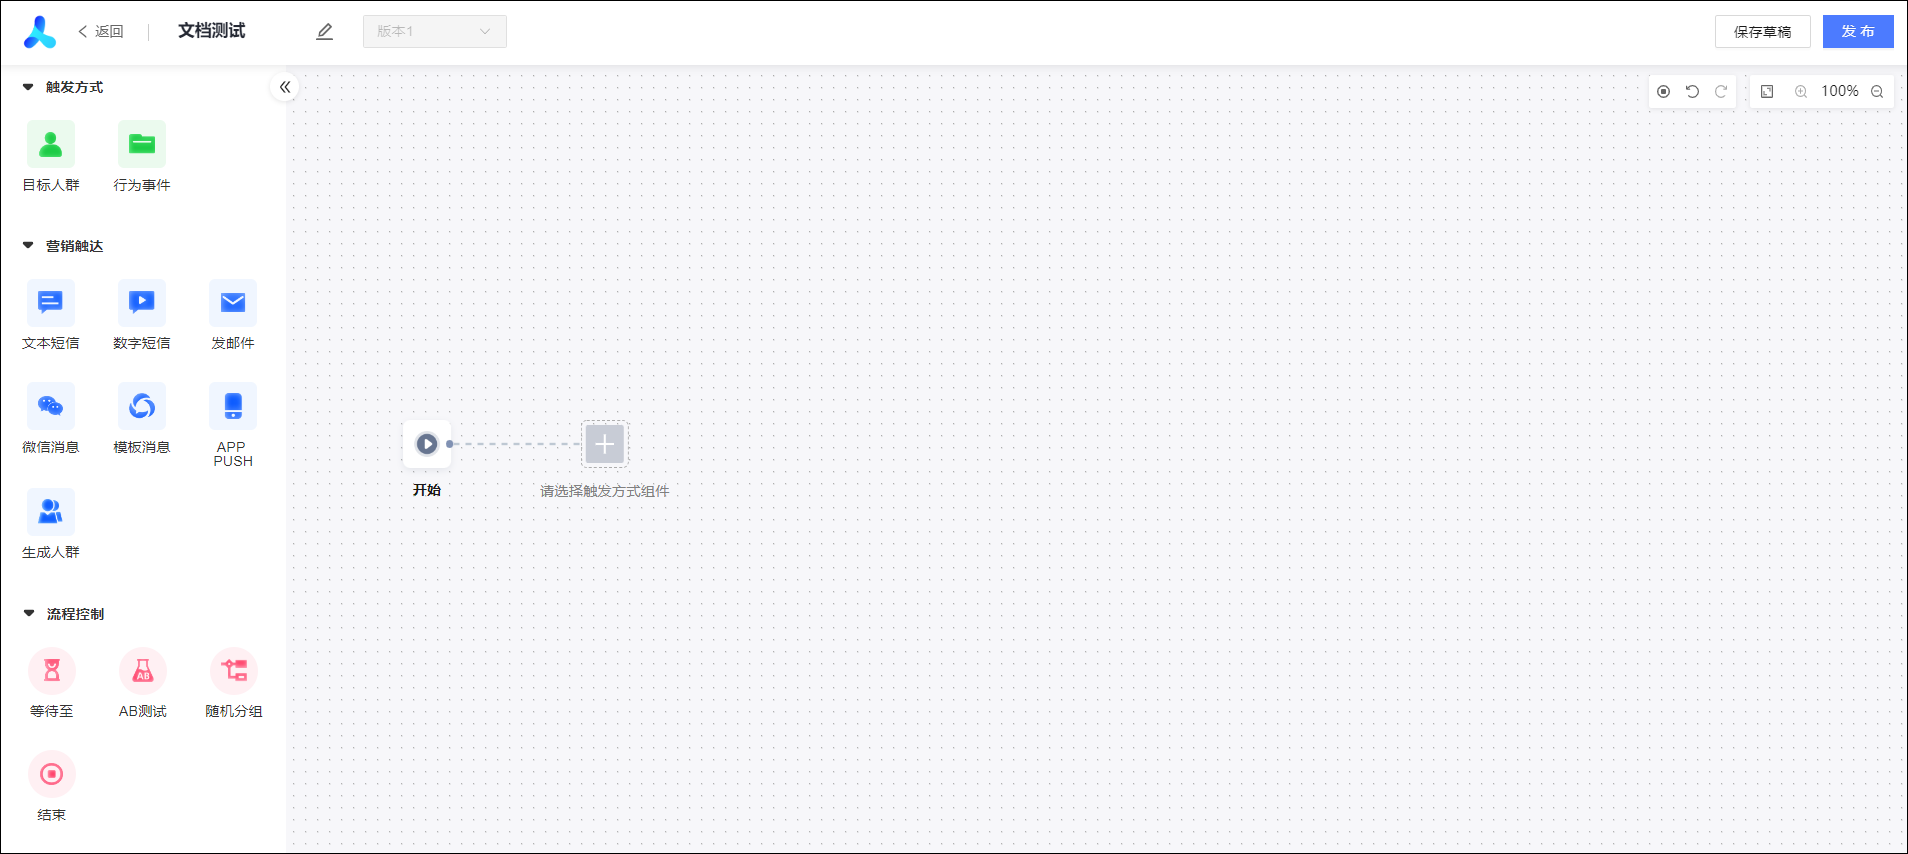 返回
文档测试
版本1
保存草稿
发 布
触发方式
100%
目标人群
行为事件
营销触达
文本短信
数字短信
发邮件
微信消息
模板消息
APP
PUSH
开始
请选择触发方式组件
生成人群
流程控制
AB
等待至
AB测试
随机分组
结束